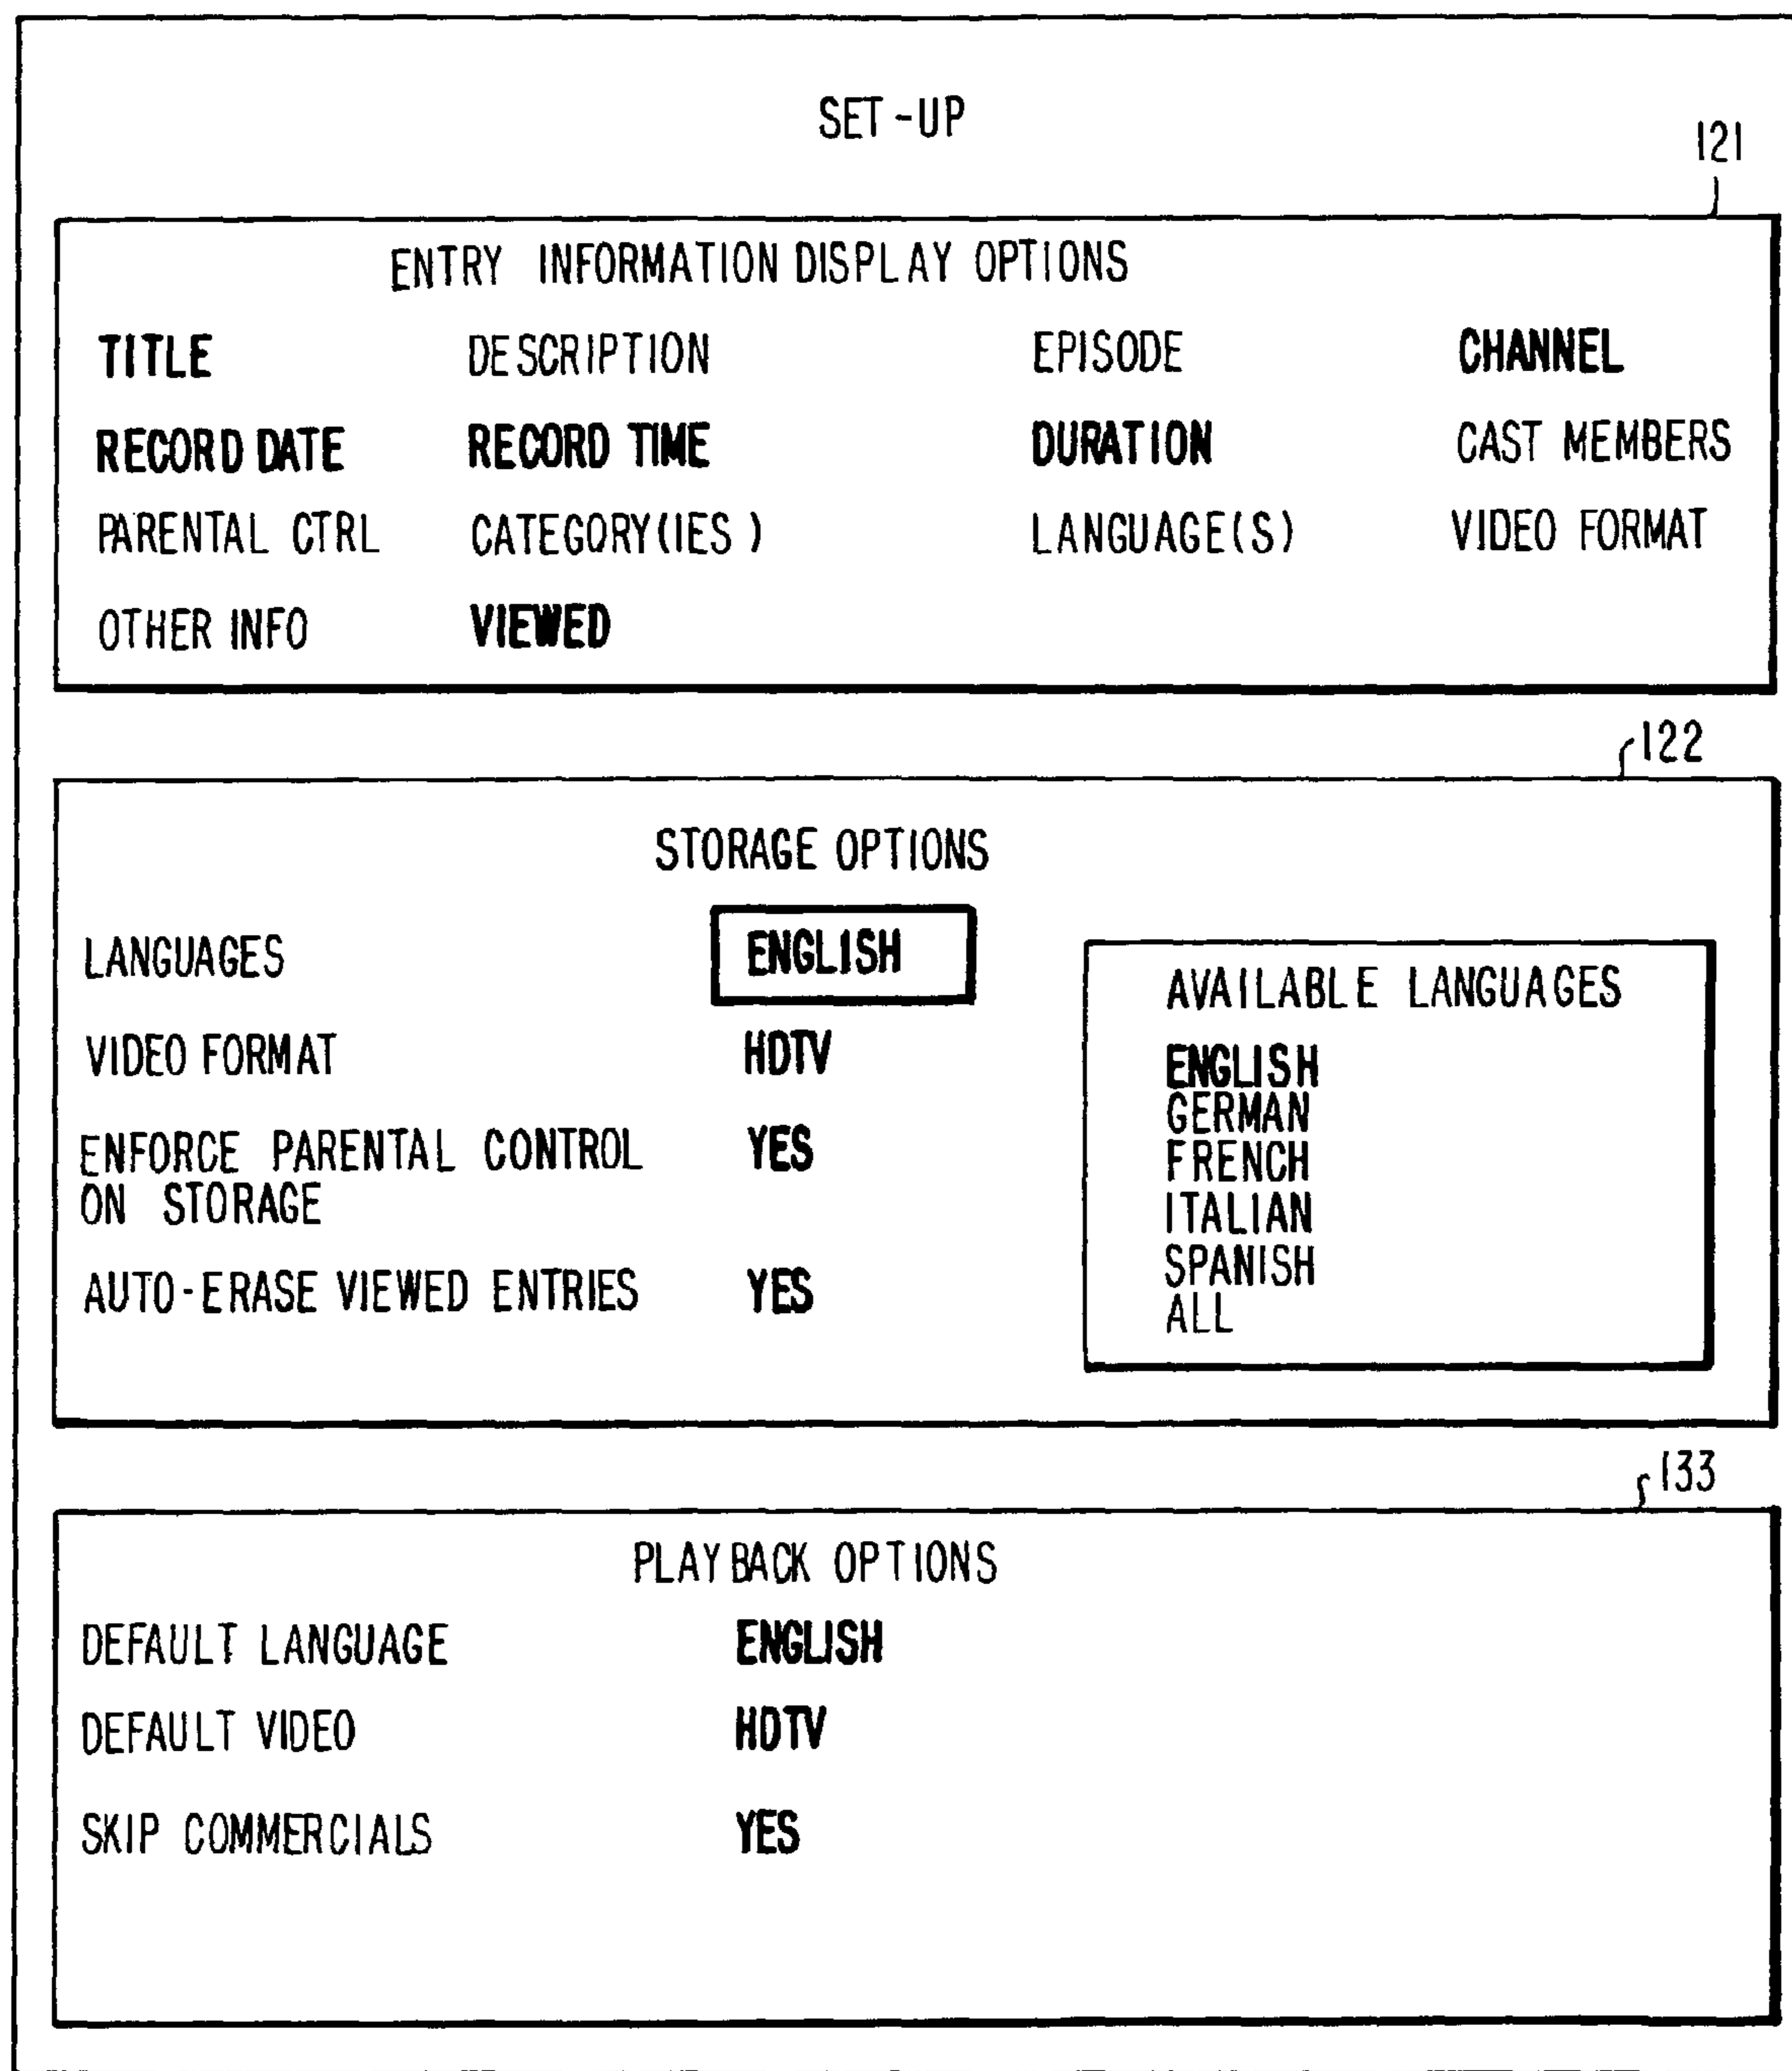 SET-UP
121
ENTRY INFORMATION DISPLAY OPTIONS
TITLE DESCRIPTION EPISODE CHANNEL
RECORD DATE RECORD TIME DURATION CAST MEMBERS
PARENTAL CTRL CATEGORY(IES) LANGUAGE(S) VIDEO FORMAT
OTHER INFO VIEWED
122
STORAGE OPTIONS
LANGUAGES ENGLISH
VIDEO FORMAT HDTV
ENFORCE PARENTAL CONTROL YES
ON STORAGE
AUTO-ERASE VIEWED ENTRIES YES
AVAILABLE LANGUAGES
ENGLISH
GERMAN
FRENCH
ITALIAN
SPANISH
ALL
133
PLAYBACK OPTIONS
DEFAULT LANGUAGE ENGLISH
DEFAULT VIDEO HDTV
SKIP COMMERCIALS YES